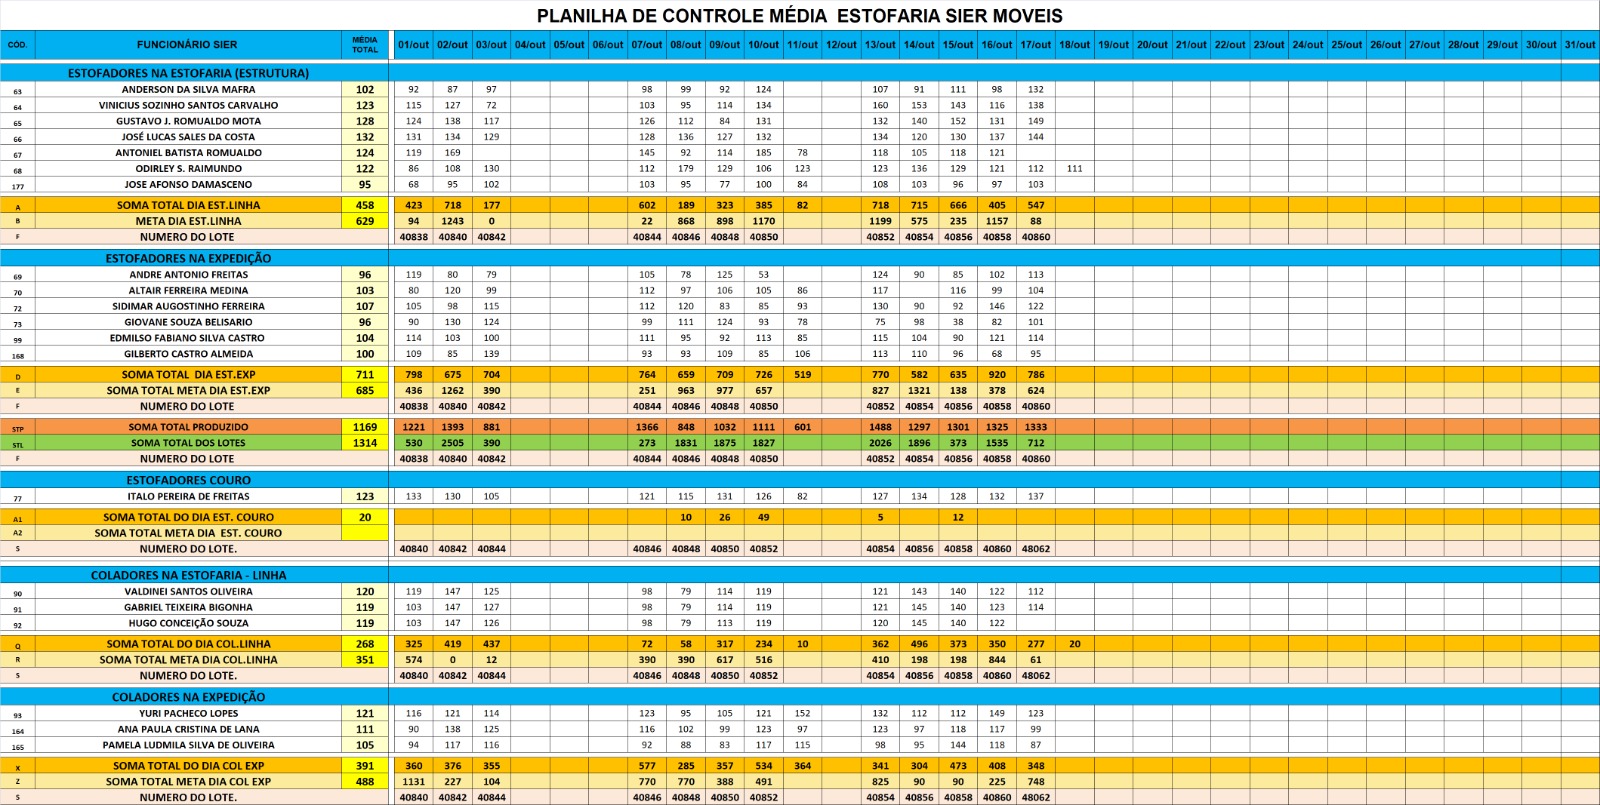 PLANILHA DE CONTROLE MÉDIA ESTOFARIA SIER MOVEIS
CÓD. FUNCIONÁRIO SIER MÉDIA TOTAL 01/out 02/out 03/out 04/out 05/out 06/out 07/out 08/out 09/out 10/out 11/out 12/out 13/out 14/out 15/out 16/out 17/out 18/out 19/out 20/out 21/out 22/out 23/out 24/out 25/out 26/out 27/out 28/out 29/out 30/out 31/out
ESTOFADORES NA ESTOFARIA (ESTRUTURA)
63 ANDERSON DA SILVA MAFRA 102 92 87 97 98 99 92 124 107 91 111 98 132
64 VINICIUS SOZINHO SANTOS CARVALHO 123 115 127 72 103 95 114 134 160 153 143 116 138
65 GUSTAVO J. ROMUALDO MOTA 128 124 138 117 126 112 84 131 132 140 152 131 149
66 JOSÉ LUCAS SALES DA COSTA 132 131 134 129 128 136 127 132 134 120 130 137 144
67 ANTONIEL BATISTA ROMUALDO 124 119 169 145 92 114 185 78 118 105 118 121
68 ODIRLEY S. RAIMUNDO 122 86 108 130 112 179 129 106 123 123 136 129 121 112 111
177 JOSE AFONSO DAMASCENO 95 68 95 102 103 95 77 100 84 108 103 96 97 103
A SOMA TOTAL DIA EST.LINHA 458 423 718 177 602 189 323 385 82 718 715 666 405 547
B META DIA EST.LINHA 629 94 1243 0 22 868 898 1170 1199 575 235 1157 88
F NUMERO DO LOTE 40838 40840 40842 40844 40846 40848 40850 40852 40854 40856 40858 40860
ESTOFADORES NA EXPEDIÇÃO
69 ANDRE ANTONIO FREITAS 96 119 80 79 105 78 125 53 124 90 85 102 113
70 ALTAIR FERREIRA MEDINA 103 80 120 99 112 97 106 105 86 117 116 99 104
72 SIDIMAR AUGOSTINHO FERREIRA 107 105 98 115 112 120 83 85 93 130 90 92 146 122
73 GIOVANE SOUZA BELISARIO 96 90 130 124 99 111 124 93 78 75 98 38 82 101
99 EDMILSO FABIANO SILVA CASTRO 104 114 103 100 111 95 92 113 85 115 104 90 121 114
168 GILBERTO CASTRO ALMEIDA 100 109 85 139 93 93 109 85 106 113 110 96 68 95
D SOMA TOTAL DIA EST.EXP 711 798 675 704 764 659 709 726 519 770 582 635 920 786
E SOMA TOTAL META DIA EST.EXP 685 436 1262 390 251 963 977 657 827 1321 138 378 624
F NUMERO DO LOTE 40838 40840 40842 40844 40846 40848 40850 40852 40854 40856 40858 40860
STP SOMA TOTAL PRODUZIDO 1169 1221 1393 881 1366 848 1032 1111 601 1488 1297 1301 1325 1333
STL SOMA TOTAL DOS LOTES 1314 530 2505 390 273 1831 1875 1827 2026 1896 373 1535 712
F NUMERO DO LOTE 40838 40840 40842 40844 40846 40848 40850 40852 40854 40856 40858 40860
ESTOFADORES COURO
77 ITALO PEREIRA DE FREITAS 123 133 130 105 121 115 131 126 82 127 134 128 132 137
A1 SOMA TOTAL DO DIA EST. COURO 20 10 26 49 5 12
A2 SOMA TOTAL META DIA EST. COURO
S NUMERO DO LOTE. 40840 40842 40844 40846 40848 40850 40852 40854 40856 40858 40860 48062
COLADORES NA ESTOFARIA - LINHA
90 VALDINEI SANTOS OLIVEIRA 120 119 147 125 98 79 114 119 121 143 140 122 112
91 GABRIEL TEIXEIRA BIGONHA 119 103 147 127 98 79 114 119 121 145 140 123 114
92 HUGO CONCEIÇÃO SOUZA 119 103 147 126 98 79 113 119 120 145 140 122
Q SOMA TOTAL DO DIA COL.LINHA 268 325 419 437 72 58 317 234 10 362 496 373 350 277 20
R SOMA TOTAL META DIA COL.LINHA 351 574 0 12 390 390 617 516 410 198 198 844 61
S NUMERO DO LOTE. 40840 40842 40844 40846 40848 40850 40852 40854 40856 40858 40860 48062
COLADORES NA EXPEDIÇÃO
93 YURI PACHECO LOPES 121 116 121 114 123 95 105 121 152 132 112 112 149 123
164 ANA PAULA CRISTINA DE LANA 111 90 138 125 116 102 99 123 97 123 97 118 117 99
165 PAMELA LUDMILA SILVA DE OLIVEIRA 105 94 117 116 92 88 83 117 115 98 95 144 118 87
X SOMA TOTAL DO DIA COL EXP 391 360 376 355 577 285 357 534 364 341 304 473 408 348
Z SOMA TOTAL META DIA COL EXP 488 1131 227 104 770 770 388 491 825 90 90 225 748
S NUMERO DO LOTE. 40840 40842 40844 40846 40848 40850 40852 40854 40856 40858 40860 48062